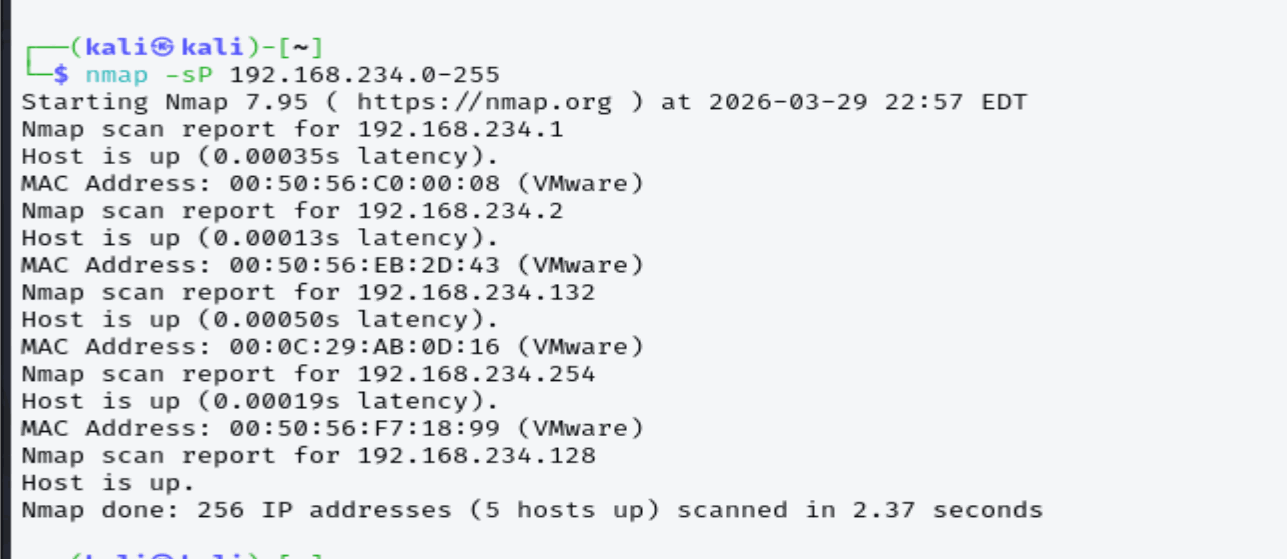 ┌──(kali㉿kali)-[~]
└─$ nmap -sP 192.168.234.0-255
Starting Nmap 7.95 ( https://nmap.org ) at 2026-03-29 22:57 EDT
Nmap scan report for 192.168.234.1
Host is up (0.00035s latency).
MAC Address: 00:50:56:C0:00:08 (VMware)
Nmap scan report for 192.168.234.2
Host is up (0.00013s latency).
MAC Address: 00:50:56:EB:2D:43 (VMware)
Nmap scan report for 192.168.234.132
Host is up (0.00050s latency).
MAC Address: 00:0C:29:AB:0D:16 (VMware)
Nmap scan report for 192.168.234.254
Host is up (0.00019s latency).
MAC Address: 00:50:56:F7:18:99 (VMware)
Nmap scan report for 192.168.234.128
Host is up.
Nmap done: 256 IP addresses (5 hosts up) scanned in 2.37 seconds